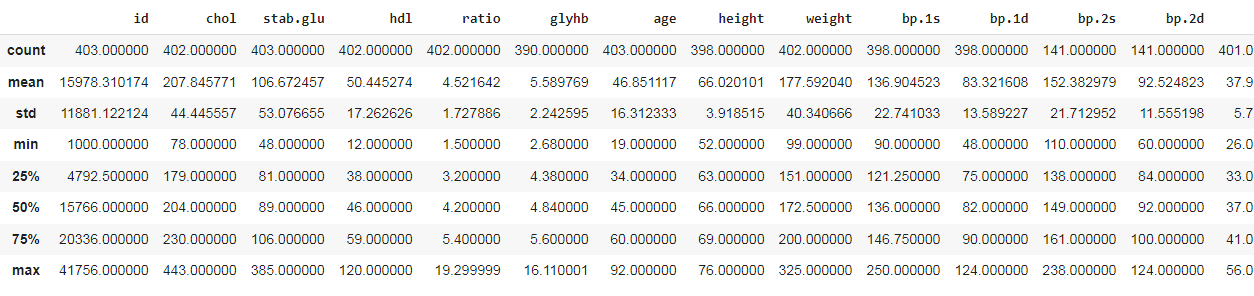 id chol stab.glu hdl ratio glyhb age height weight bp.1s bp.1d bp.2s bp.2d
count 403.000000 402.000000 403.000000 402.000000 402.000000 390.000000 403.000000 398.000000 402.000000 398.000000 398.000000 141.000000 141.000000 401.0
mean 15978.310174 207.845771 106.672457 50.445274 4.521642 5.589769 46.851117 66.020101 177.592040 136.904523 83.321608 152.382979 92.524823 37.9
std 11881.122124 44.445557 53.076655 17.262626 1.727886 2.242595 16.312333 3.918515 40.340666 22.741033 13.589227 21.712952 11.555198 5.7
min 1000.000000 78.000000 48.000000 12.000000 1.500000 2.680000 19.000000 52.000000 99.000000 90.000000 48.000000 110.000000 60.000000 26.0
25% 4792.500000 179.000000 81.000000 38.000000 3.200000 4.380000 34.000000 63.000000 151.000000 121.250000 75.000000 138.000000 84.000000 33.0
50% 15766.000000 204.000000 89.000000 46.000000 4.200000 4.840000 45.000000 66.000000 172.500000 136.000000 82.000000 149.000000 92.000000 37.0
75% 20336.000000 230.000000 106.000000 59.000000 5.400000 5.600000 60.000000 69.000000 200.000000 146.750000 90.000000 161.000000 100.000000 41.0
max 41756.000000 443.000000 385.000000 120.000000 19.299999 16.110001 92.000000 76.000000 325.000000 250.000000 124.000000 238.000000 124.000000 56.0